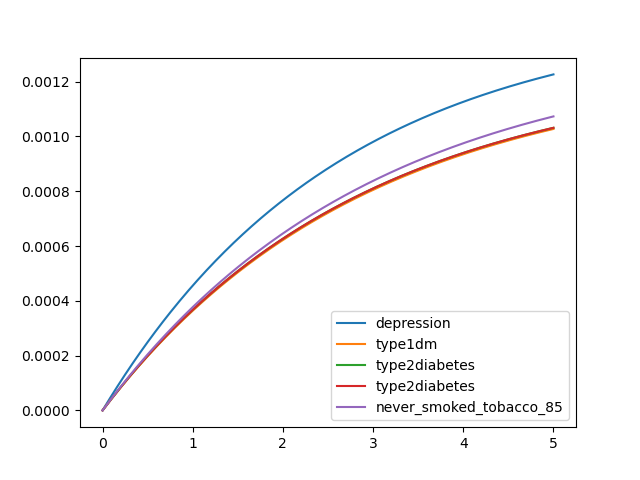 0.0012
0.0010
0.0008
0.0006
0.0004
0.0002
0.0000
depression
type1dm
type2diabetes
type2diabetes
never_smoked_tobacco_85
0 1 2 3 4 5